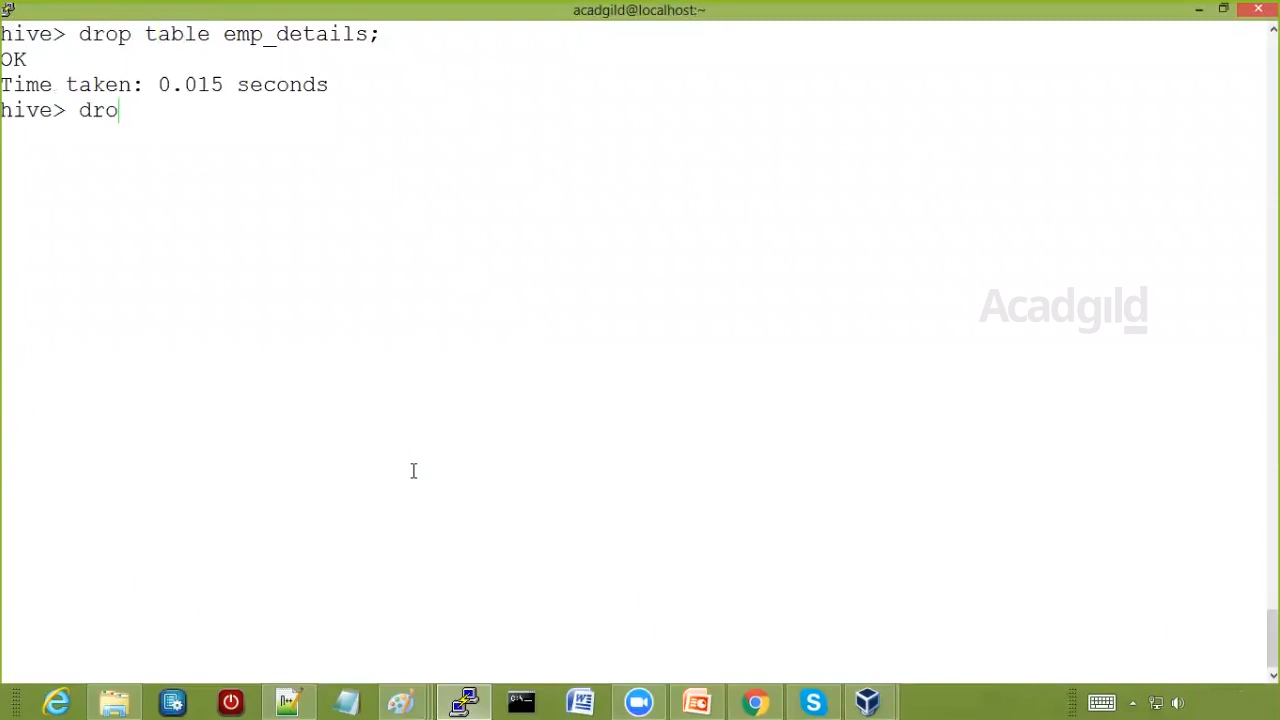 acadgild@localhost:~
hive> drop table emp_details;
OK
Time taken: 0.015 seconds
hive> dro
Acadgild